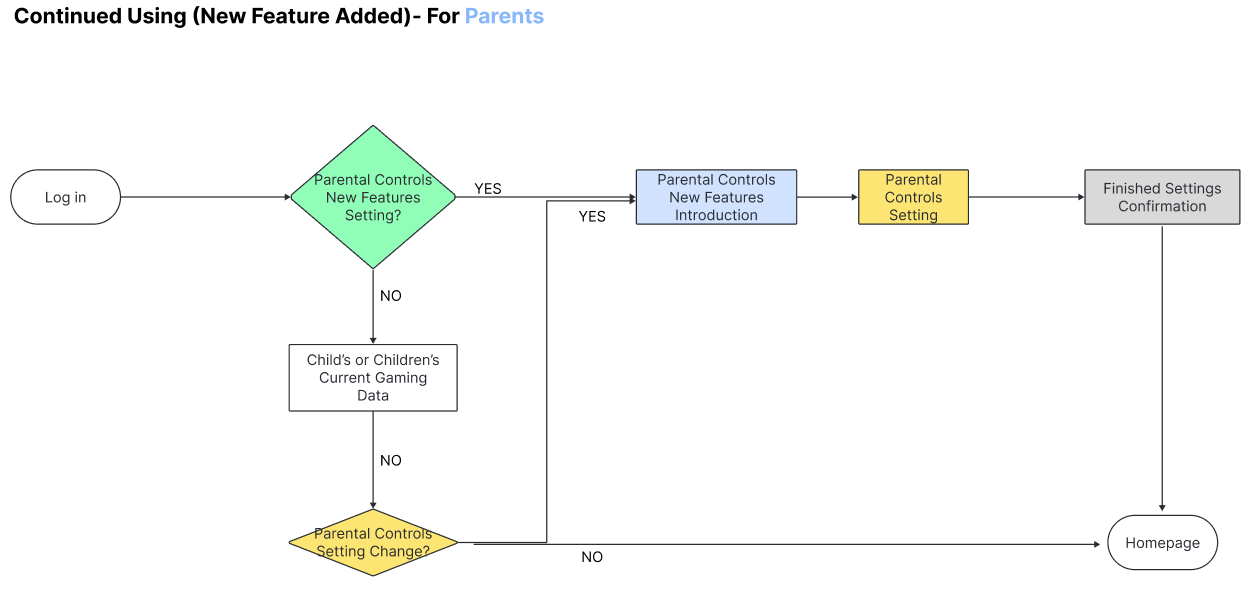 Continued Using (New Feature Added)- For Parents
Log in
Parental Controls
New Features
Setting?
YES
YES
Parental Controls
New Features
Introduction
Parental
Controls
Setting
Finished Settings
Confirmation
NO
Child’s or Children’s
Current Gaming
Data
NO
Parental Controls
Setting Change?
NO
Homepage